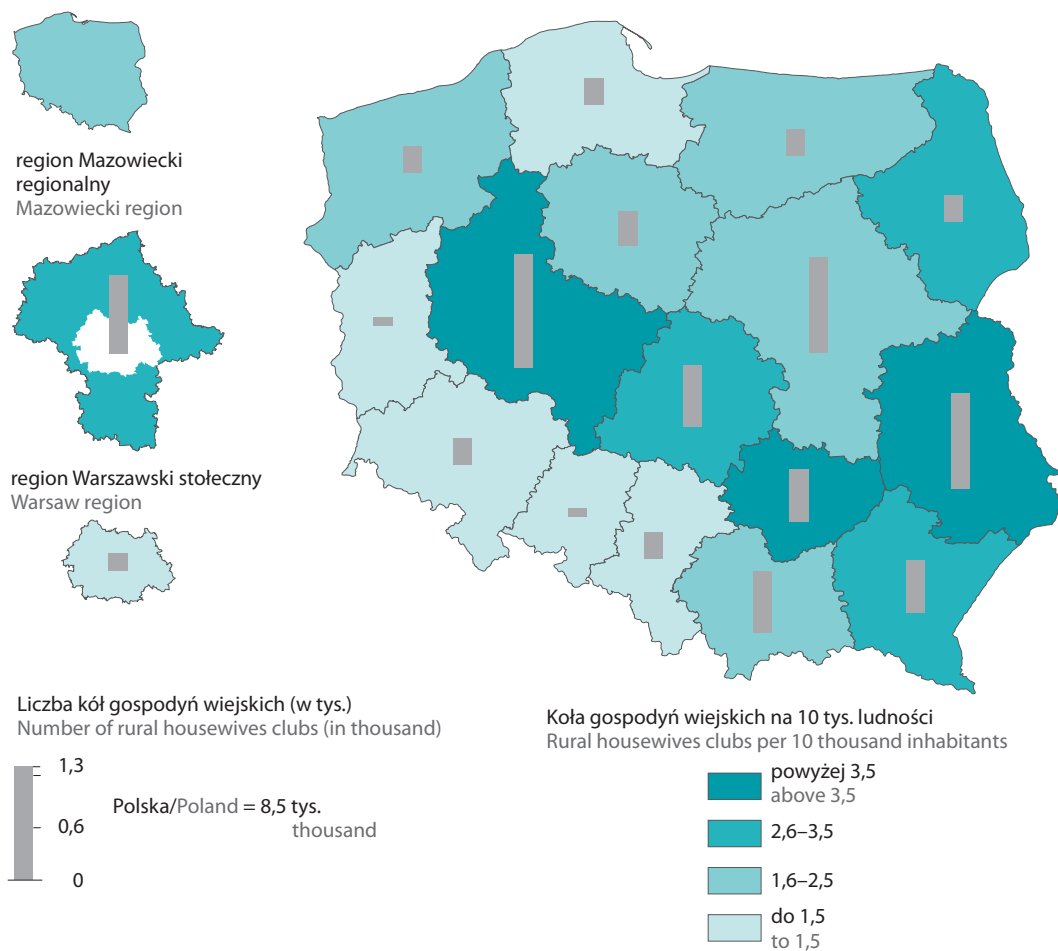 region Mazowiecki
regionalny
Mazowiecki region
region Warszawski stołeczny
Warsaw region
Liczba kół gospodyń wiejskich (w tys.)
Number of rural housewives clubs (in thousand)
1,3
0,6
0
Polska/Poland = 8,5 tys.
thousand
Koła gospodyń wiejskich na 10 tys. ludności
Rural housewives clubs per 10 thousand inhabitants
powyżej 3,5
above 3,5
2,6–3,5
1,6–2,5
do 1,5
to 1,5